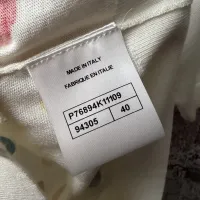 MADE IN ITALY
FABRIQUE EN ITALIE
P76894K11109
94305 40